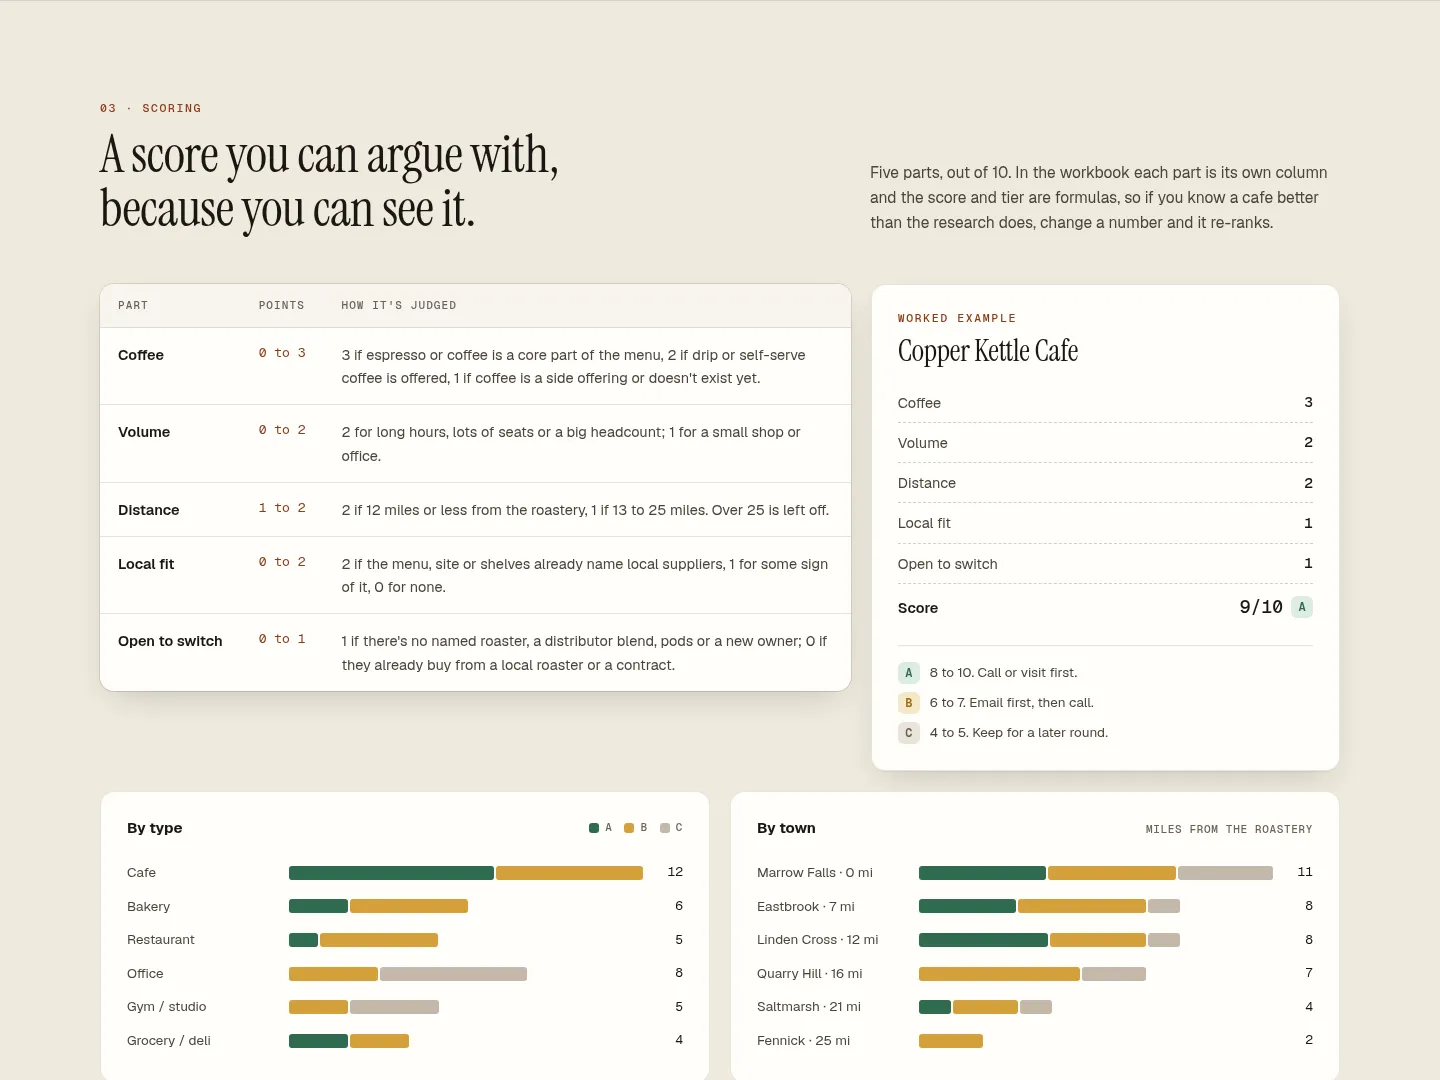 03 · SCORING
A score you can argue with,
because you can see it.
Five parts, out of 10. In the workbook each part is its own column
and the score and tier are formulas, so if you know a cafe better
than the research does, change a number and it re-ranks.
PART POINTS HOW IT'S JUDGED
Coffee 0 to 3 3 if espresso or coffee is a core part of the menu, 2 if drip or self-serve
coffee is offered, 1 if coffee is a side offering or doesn't exist yet.
Volume 0 to 2 2 for long hours, lots of seats or a big headcount; 1 for a small shop or
office.
Distance 1 to 2 2 if 12 miles or less from the roastery, 1 if 13 to 25 miles. Over 25 is left off.
Local fit 0 to 2 2 if the menu, site or shelves already name local suppliers, 1 for some sign
of it, 0 for none.
Open to switch 0 to 1 1 if there's no named roaster, a distributor blend, pods or a new owner; 0 if
they already buy from a local roaster or a contract.
WORKED EXAMPLE
Copper Kettle Cafe
Coffee 3
Volume 2
Distance 2
Local fit 1
Open to switch 1
Score 9/10 A
A 8 to 10. Call or visit first.
B 6 to 7. Email first, then call.
C 4 to 5. Keep for a later round.
By type A B C
Cafe 12
Bakery 6
Restaurant 5
Office 8
Gym / studio 5
Grocery / deli 4
By town MILES FROM THE ROASTERY
Marrow Falls · 0 mi 11
Eastbrook · 7 mi 8
Linden Cross · 12 mi 8
Quarry Hill · 16 mi 7
Saltmarsh · 21 mi 4
Fennick · 25 mi 2